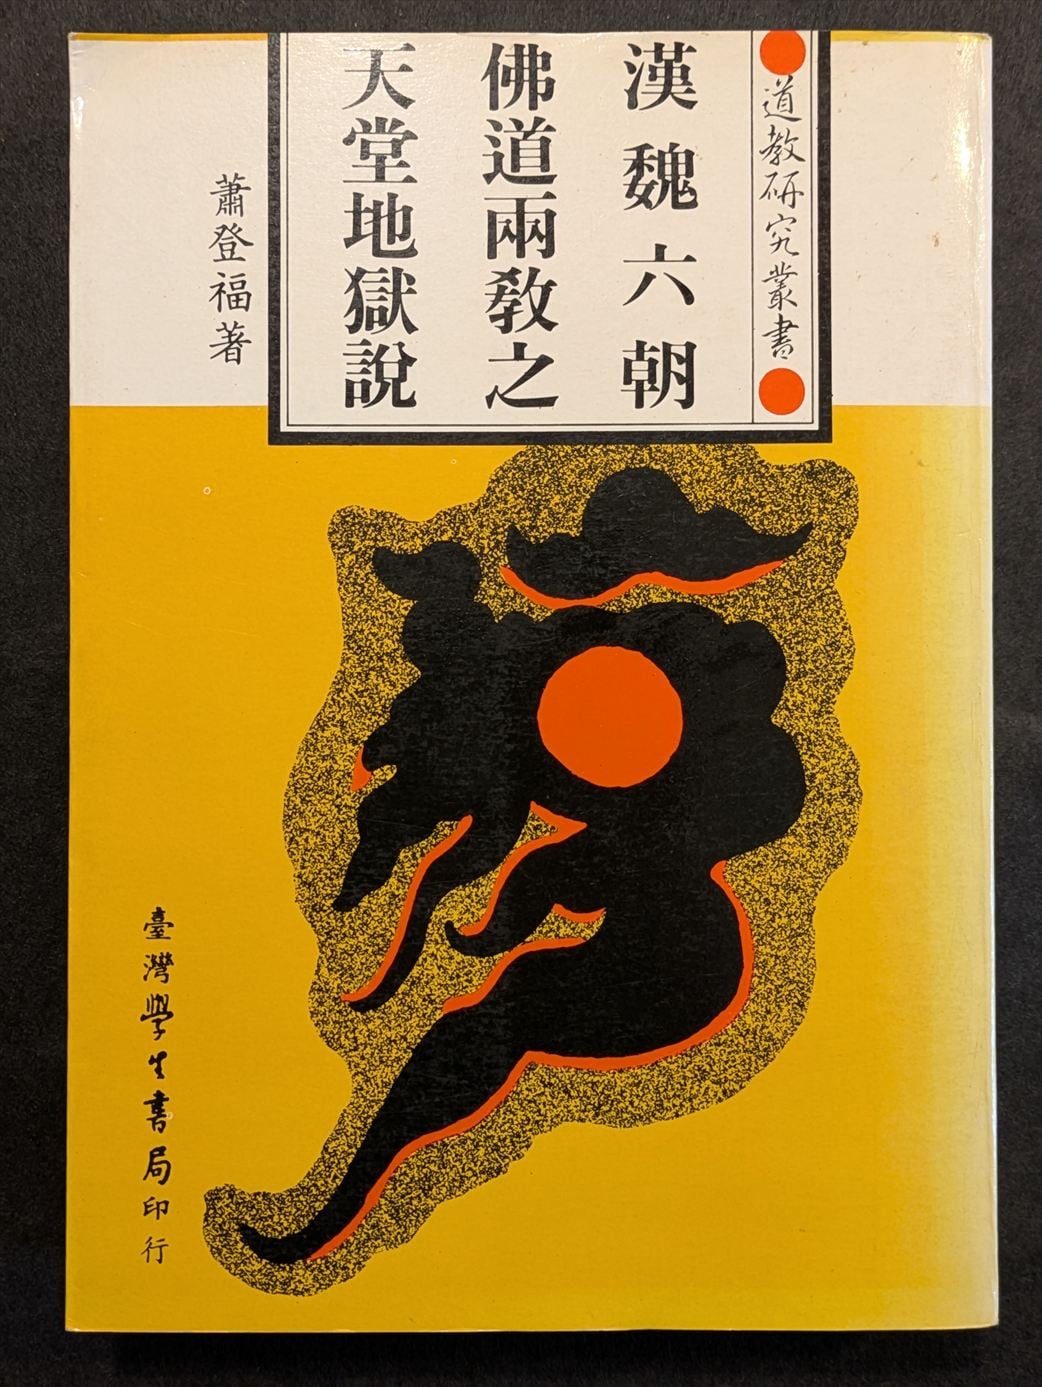 道教研究叢書
漢魏六朝
佛道兩教之
天堂地獄說
蕭登福著
臺灣學生書局印行